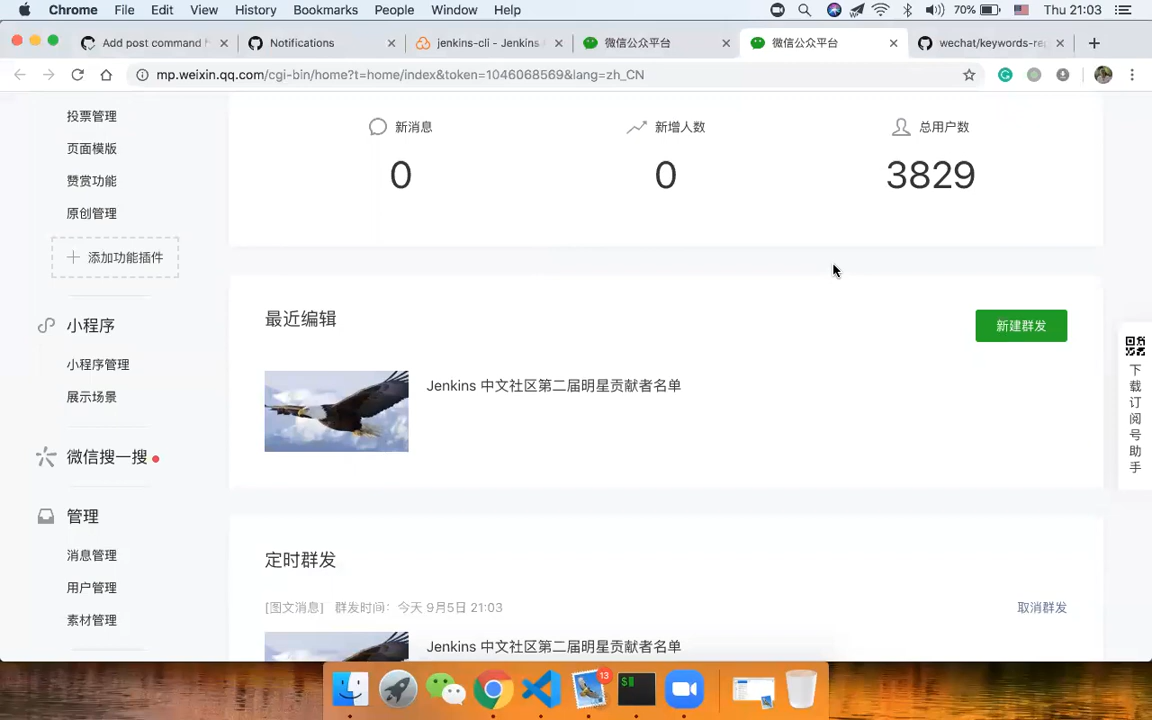 Chrome File Edit View History Bookmarks People Window Help 70% Thu 21:03
Add post command Notifications jenkins-cli - Jenkins 微信公众平台 微信公众平台 wechat/keywords-re
mp.weixin.qq.com/cgi-bin/home?t=home/index&token=1046068569&lang=zh_CN
投票管理
页面模版
赞赏功能
原创管理
添加功能插件
小程序
小程序管理
展示场景
微信搜一搜
管理
消息管理
用户管理
素材管理
新消息 新增人数 总用户数
0 0 3829
最近编辑 新建群发
Jenkins 中文社区第二届明星贡献者名单
定时群发
[图文消息] 群发时间：今天 9月5日 21:03 取消群发
Jenkins 中文社区第二届明星贡献者名单
下载订阅号助手
13